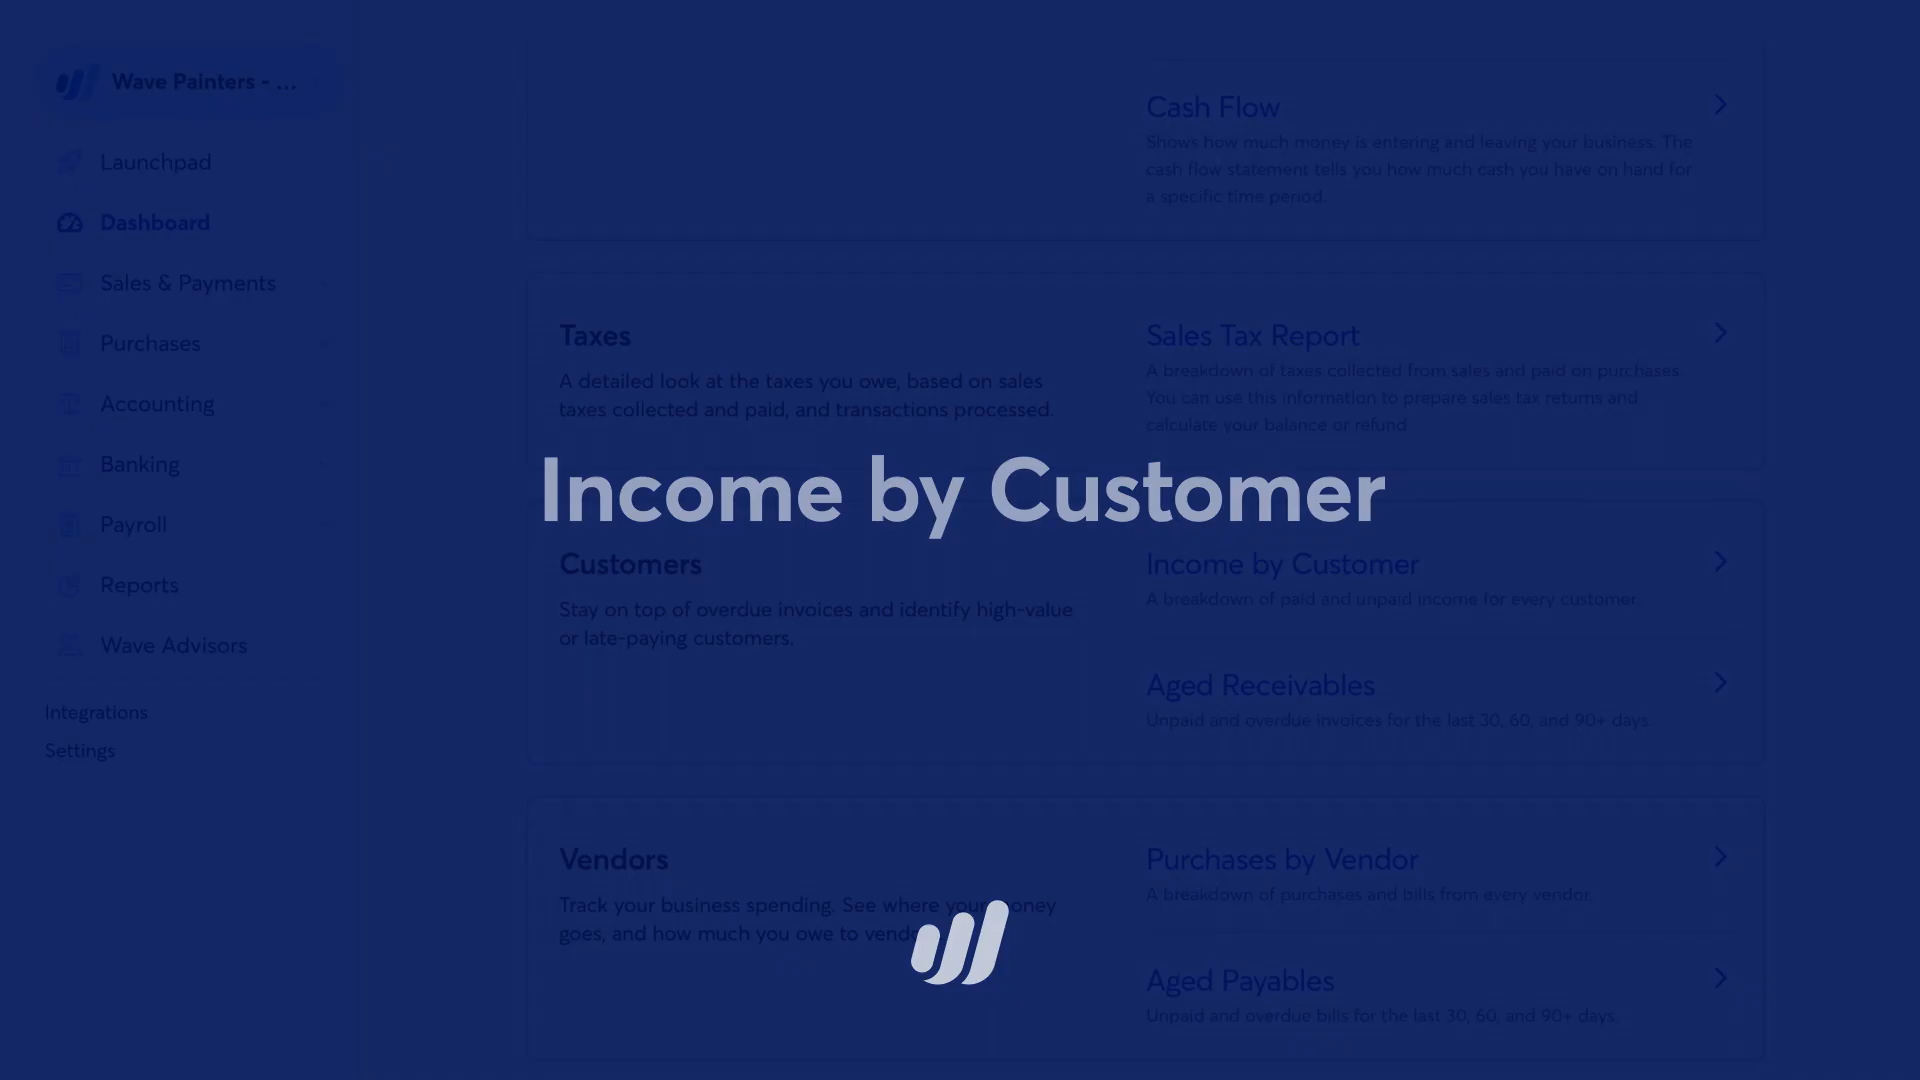 Wave Painters - ...
Launchpad
Dashboard
Sales & Payments
Purchases
Accounting
Banking
Payroll
Reports
Wave Advisors
Integrations
Settings
Cash Flow
Shows how much money is entering and leaving your business. The
cash flow statement tells you how much cash you have on hand for
a specific time period.
Taxes
A detailed look at the taxes you owe, based on sales
taxes collected and paid, and transactions processed.
Sales Tax Report
A breakdown of taxes collected from sales and paid on purchases.
You can use this information to prepare sales tax returns and
calculate your balance or refund
Income by Customer
Customers
Stay on top of overdue invoices and identify high-value
or late-paying customers.
Income by Customer
A breakdown of paid and unpaid income for every customer.
Aged Receivables
Unpaid and overdue invoices for the last 30, 60, and 90+ days.
Vendors
Track your business spending. See where your oney
goes, and how much you owe to vend
Purchases by Vendor
A breakdown of purchases and bills from every vendor.
Aged Payables
Unpaid and overdue bills for the last 30, 60, and 90+ days.